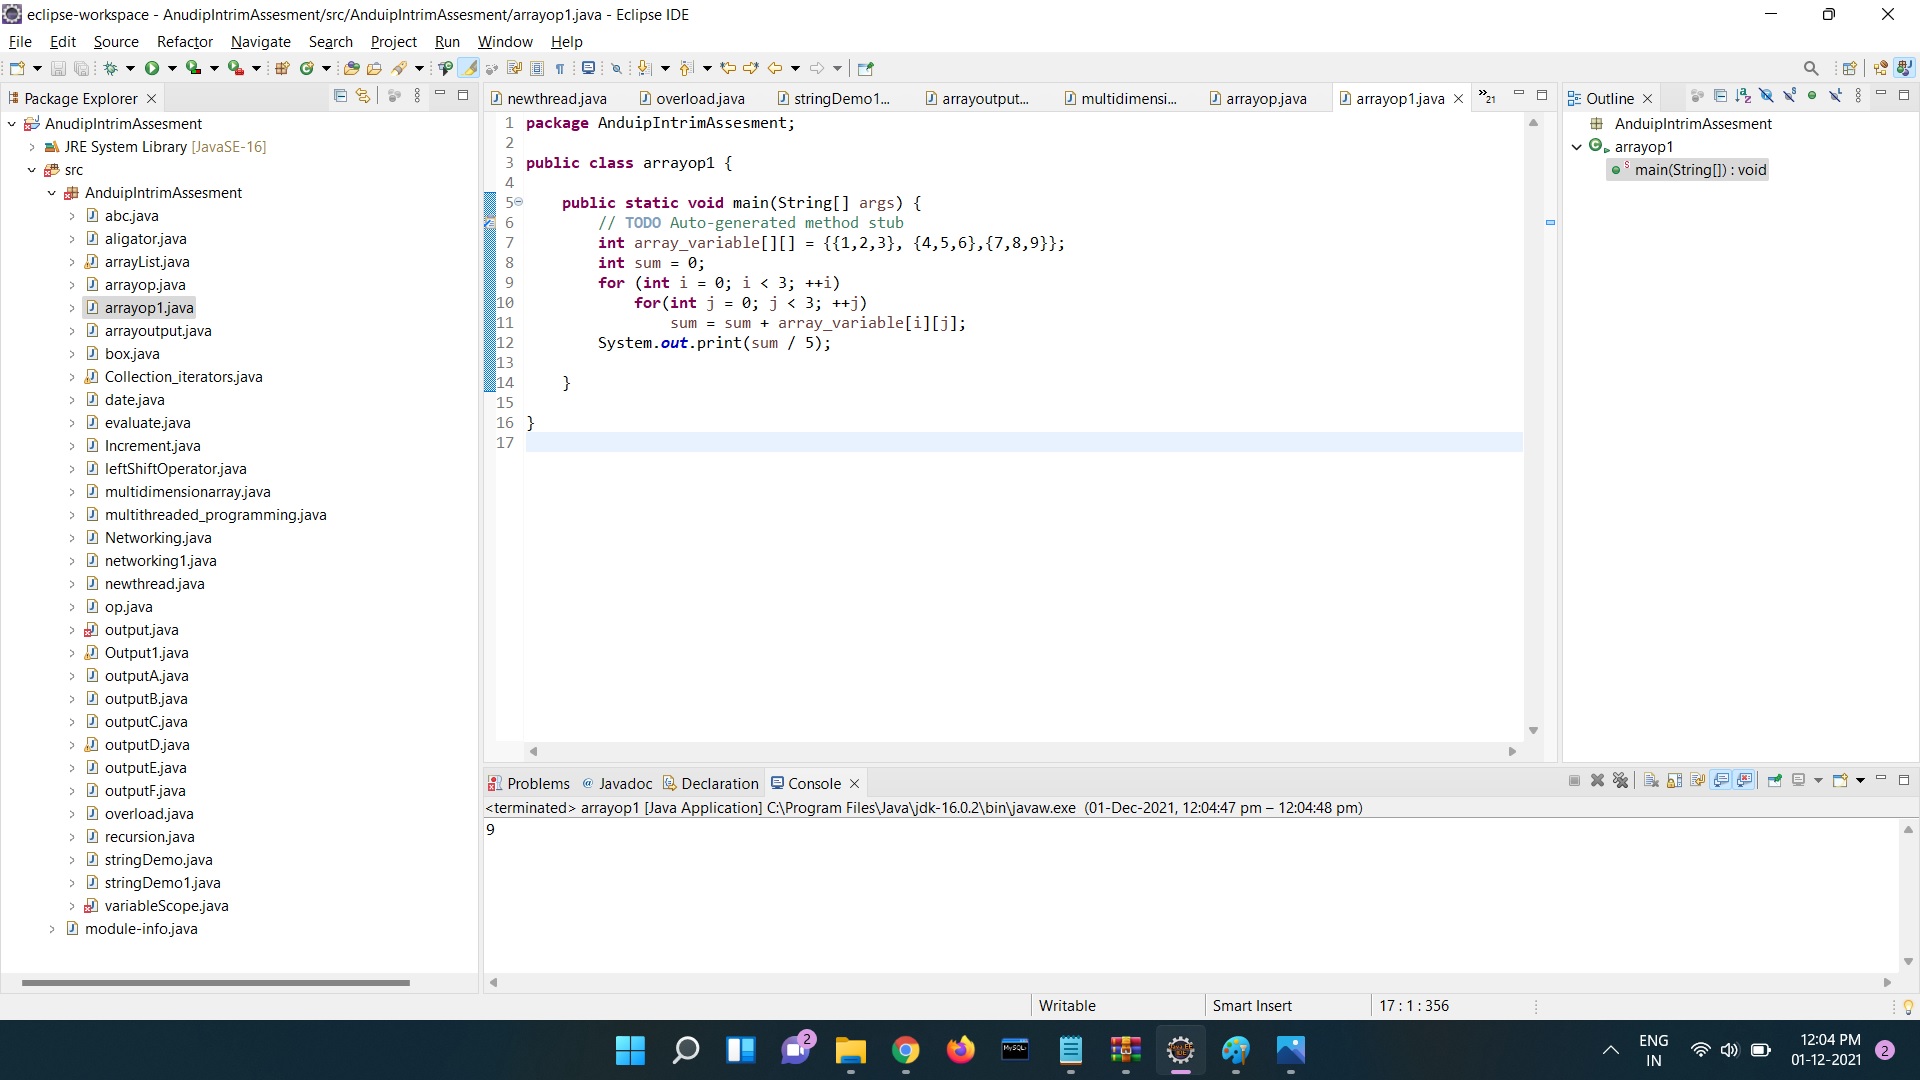 eclipse-workspace - AnudipIntrimAssesment/src/AnduipIntrimAssesment/arrayop1.java - Eclipse IDE
File Edit Source Refactor Navigate Search Project Run Window Help
Package Explorer
AnudipIntrimAssesment
JRE System Library [JavaSE-16]
src
AnduipIntrimAssesment
abc.java
aligator.java
arrayList.java
arrayop.java
arrayop1.java
arrayoutput.java
box.java
Collection_iterators.java
date.java
evaluate.java
Increment.java
leftShiftOperator.java
multidimensionarray.java
multithreaded_programming.java
Networking.java
networking1.java
newthread.java
op.java
output.java
Output1.java
outputA.java
outputB.java
outputC.java
outputD.java
outputE.java
outputF.java
overload.java
recursion.java
stringDemo.java
stringDemo1.java
variableScope.java
module-info.java
newthread.java overload.java stringDemo1... arrayoutput... multidimensi... arrayop.java arrayop1.java 21
1 package AnduipIntrimAssesment;
2
3 public class arrayop1 {
4
5 public static void main(String[] args) {
6 // TODO Auto-generated method stub
7 int array_variable[][] = {{1,2,3}, {4,5,6},{7,8,9}};
8 int sum = 0;
9 for (int i = 0; i < 3; ++i)
10 for(int j = 0; j < 3; ++j)
11 sum = sum + array_variable[i][j];
12 System.out.print(sum / 5);
13
14 }
15
16 }
17
Outline
AnduipIntrimAssesment
arrayop1
main(String[]) : void
Problems Javadoc Declaration Console
<terminated> arrayop1 [Java Application] C:\Program Files\Java\jdk-16.0.2\bin\javaw.exe (01-Dec-2021, 12:04:47 pm – 12:04:48 pm)
9
Writable Smart Insert 17 : 1 : 356
2
MySQL
ENG
IN
12:04 PM
01-12-2021
2